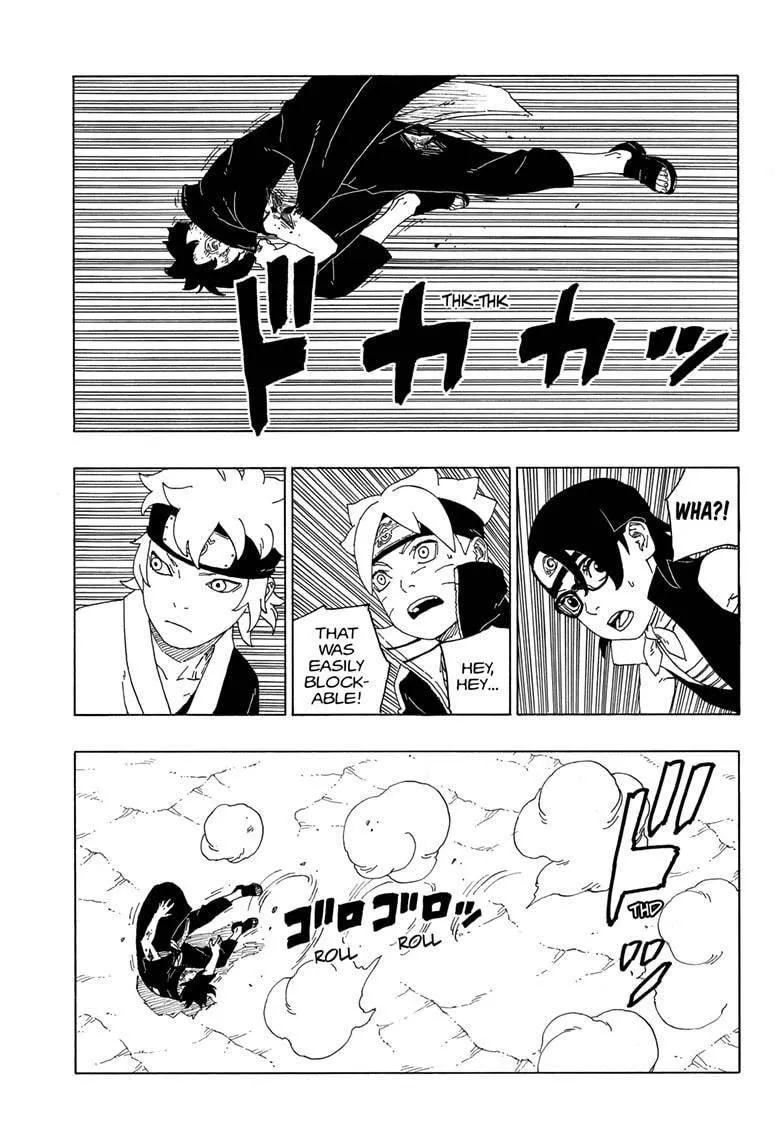 ドカカッ
THK-THK
WHA?!
HEY,
HEY...
THAT
WAS
EASILY
BLOCK-
ABLE!
ドッ
THD
ゴロゴロッ
ROLL
ROLL